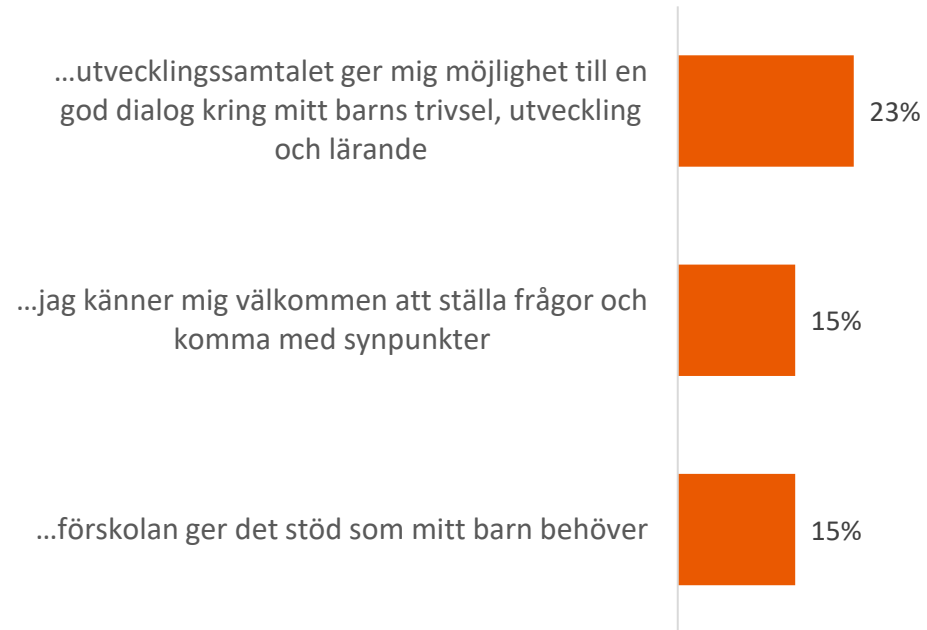 ...utvecklingssamtalet ger mig möjlighet till en
god dialog kring mitt barns trivsel, utveckling
och lärande
23%
...jag känner mig välkommen att ställa frågor och
komma med synpunkter
15%
...förskolan ger det stöd som mitt barn behöver
15%